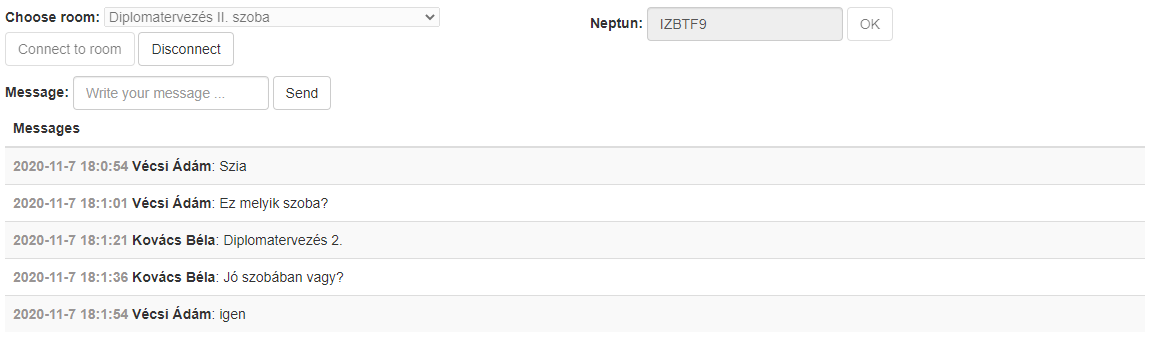 Choose room: Diplomatervezés II. szoba Neptun: IZBTF9 OK
Connect to room Disconnect
Message: Write your message ... Send
Messages
2020-11-7 18:0:54 Vécsi Ádám: Szia
2020-11-7 18:1:01 Vécsi Ádám: Ez melyik szoba?
2020-11-7 18:1:21 Kovács Béla: Diplomatervezés 2.
2020-11-7 18:1:36 Kovács Béla: Jó szobában vagy?
2020-11-7 18:1:54 Vécsi Ádám: igen